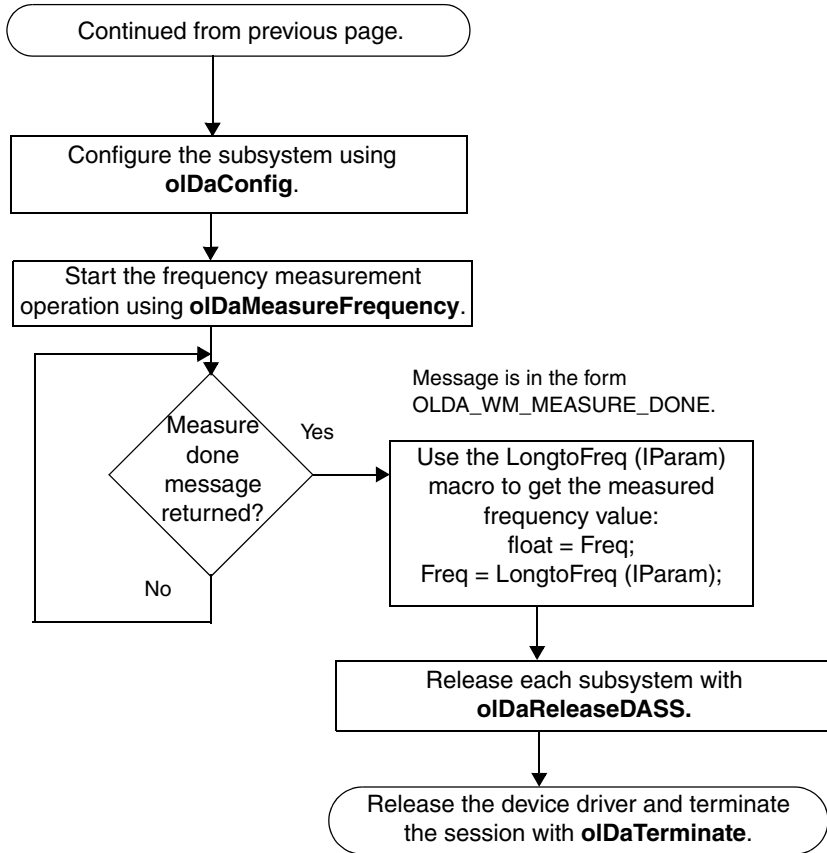 Continued from previous page.
Configure the subsystem using
olDaConfig.
Start the frequency measurement
operation using olDaMeasureFrequency.
Message is in the form
OLDA_WM_MEASURE_DONE.
Measure
done
message
returned?
Yes
No
Use the LongtoFreq (lParam)
macro to get the measured
frequency value:
float = Freq;
Freq = LongtoFreq (lParam);
Release each subsystem with
olDaReleaseDASS.
Release the device driver and terminate
the session with olDaTerminate.